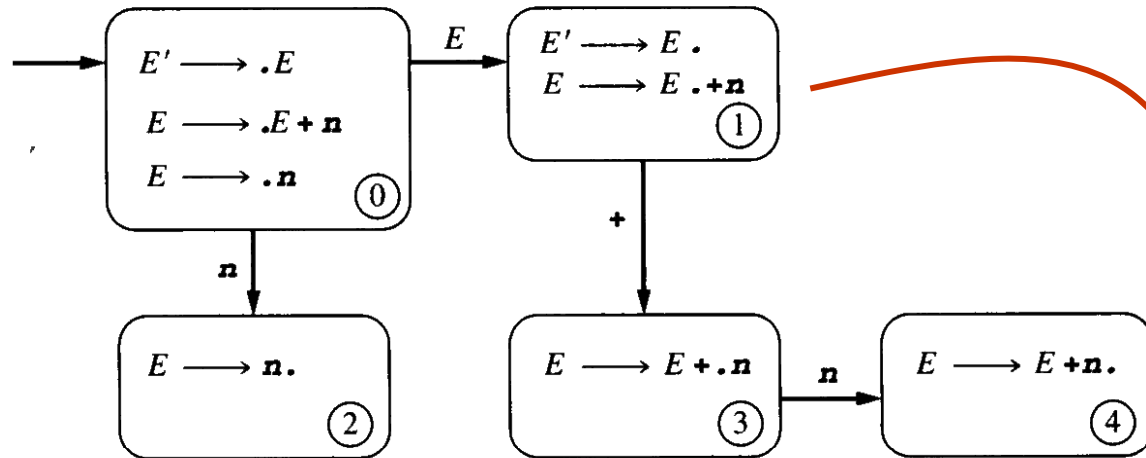 E' ⟶ .E
E ⟶ .E+n
E ⟶ .n
0
E
E' ⟶ E.
E ⟶ E.+n
1
n
+
E ⟶ n.
2
E ⟶ E+.n
3
n
E ⟶ E+n.
4